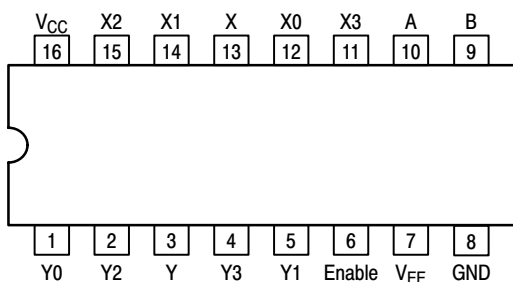 VCC X2 X1 X X0 X3 A B
16 15 14 13 12 11 10 9
1 2 3 4 5 6 7 8
Y0 Y2 Y Y3 Y1 Enable VEE GND